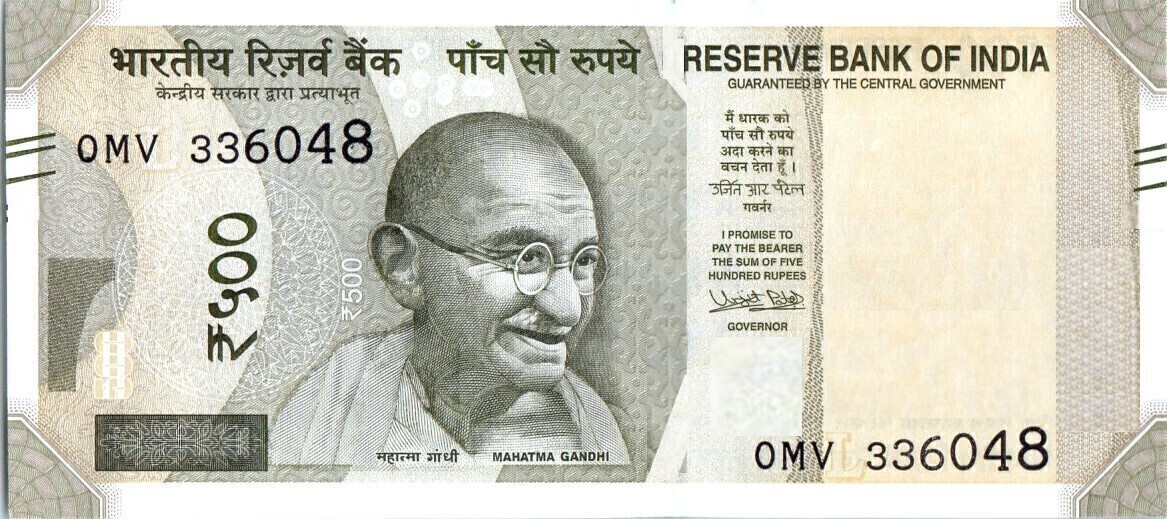 भारतीय रिज़र्व बैंक
केन्द्रीय सरकार द्वारा प्रत्याभूत
पाँच सौ रुपये
RESERVE BANK OF INDIA
GUARANTEED BY THE CENTRAL GOVERNMENT
0MV 336048
मैं धारक को
पाँच सौ रुपये
अदा करने का
वचन देता हूँ ।
उर्जित आर पटेल
गवर्नर
I PROMISE TO
PAY THE BEARER
THE SUM OF FIVE
HUNDRED RUPEES
Urjit Patel
GOVERNOR
₹५००
₹500
महात्मा गांधी
MAHATMA GANDHI
0MV 336048